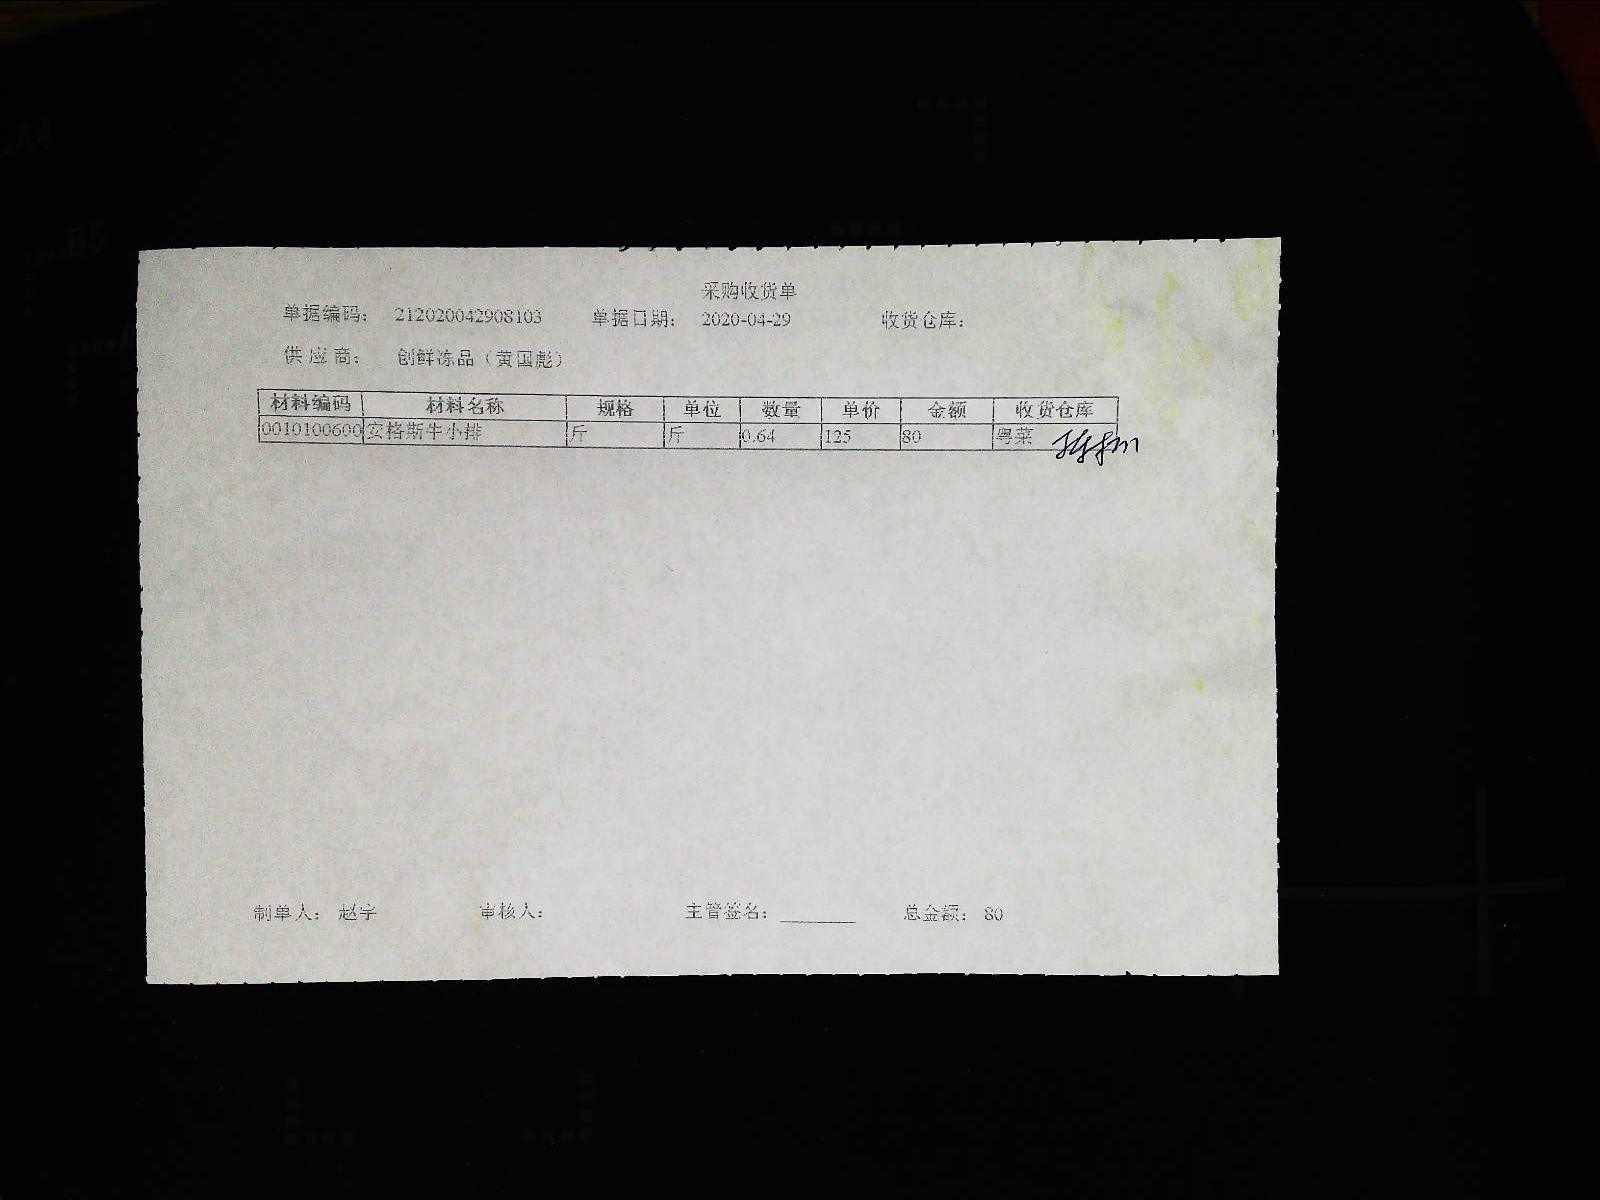 采购收货单
单据编码： 212020042908103 单据日期： 2020-04-29 收货仓库：
供 应 商： 创鲜冻品（黄国彪）
材料编码 材料名称 规格 单位 数量 单价 金额 收货仓库
0010100600 安格斯牛小排 斤 斤 0.64 125 80 粤菜
制单人： 赵宇 审核人： 主管签名： 总金额： 80